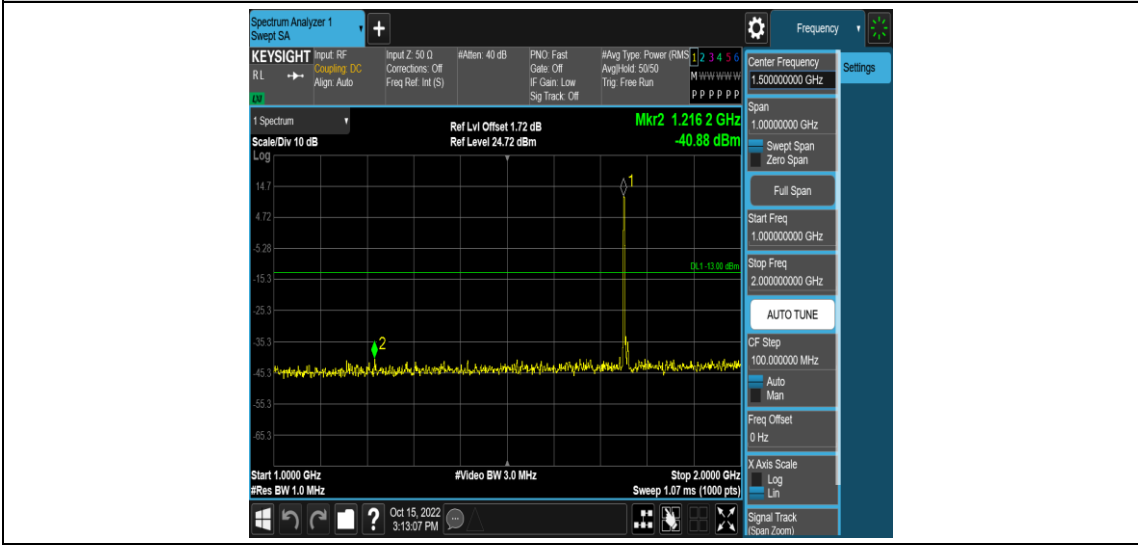 Spectrum Analyzer 1
Swept SA
+
Frequency
KEYSIGHT
RL
Input: RF
Coupling: DC
Align: Auto
Input Z: 50 Ω
Corrections: Off
Freq Ref: Int (S)
#Atten: 40 dB
PNO: Fast
Gate: Off
IF Gain: Low
Sig Track: Off
#Avg Type: Power (RMS
Avg|Hold: 50/50
Trig: Free Run
1 2 3 4 5 6
M W W W W W
P P P P P P
1 Spectrum
Scale/Div 10 dB
Log
Ref Lvl Offset 1.72 dB
Ref Level 24.72 dBm
Mkr2 1.216 2 GHz
-40.88 dBm
14.7
4.72
-5.28
-15.3
-25.3
-35.3
-45.3
-55.3
-65.3
1
DL1 -13.00 dBm
2
Start 1.0000 GHz
#Res BW 1.0 MHz
#Video BW 3.0 MHz
Stop 2.0000 GHz
Sweep 1.07 ms (1000 pts)
?
Oct 15, 2022
3:13:07 PM
Center Frequency
1.500000000 GHz
Settings
Span
1.00000000 GHz
Swept Span
Zero Span
Full Span
Start Freq
1.000000000 GHz
Stop Freq
2.000000000 GHz
AUTO TUNE
CF Step
100.000000 MHz
Auto
Man
Freq Offset
0 Hz
X Axis Scale
Log
Lin
Signal Track
(Span Zoom)